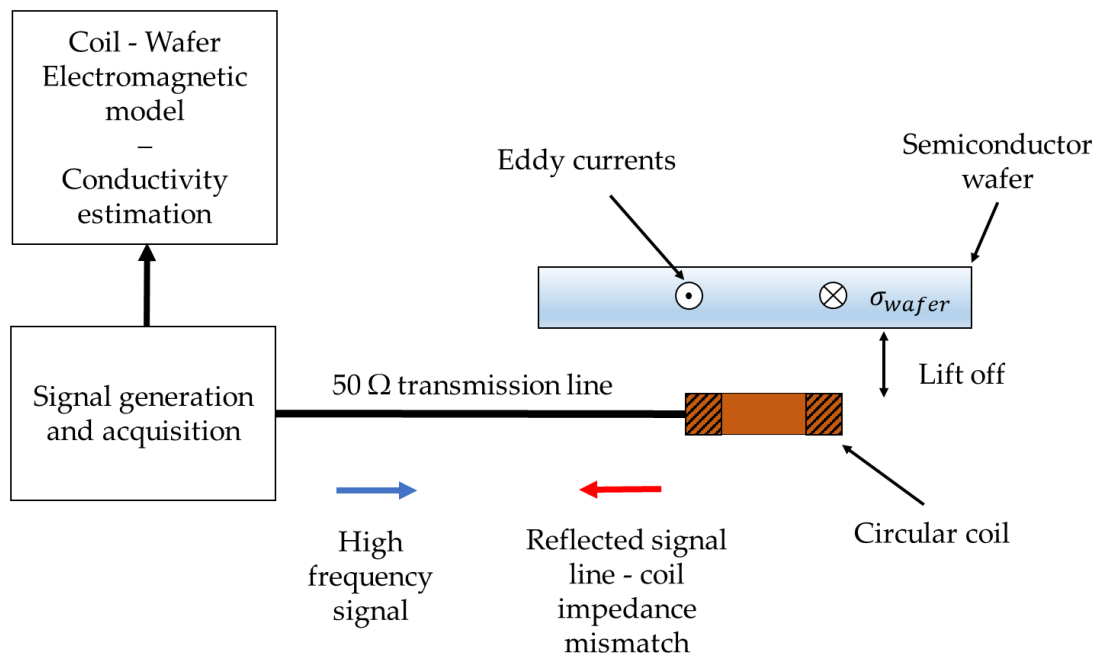 Coil - Wafer
Electromagnetic
model
–
Conductivity
estimation
Eddy currents
Semiconductor
wafer
σ_wafer
Signal generation
and acquisition
50 Ω transmission line
Lift off
High
frequency
signal
Reflected signal
line - coil
impedance
mismatch
Circular coil